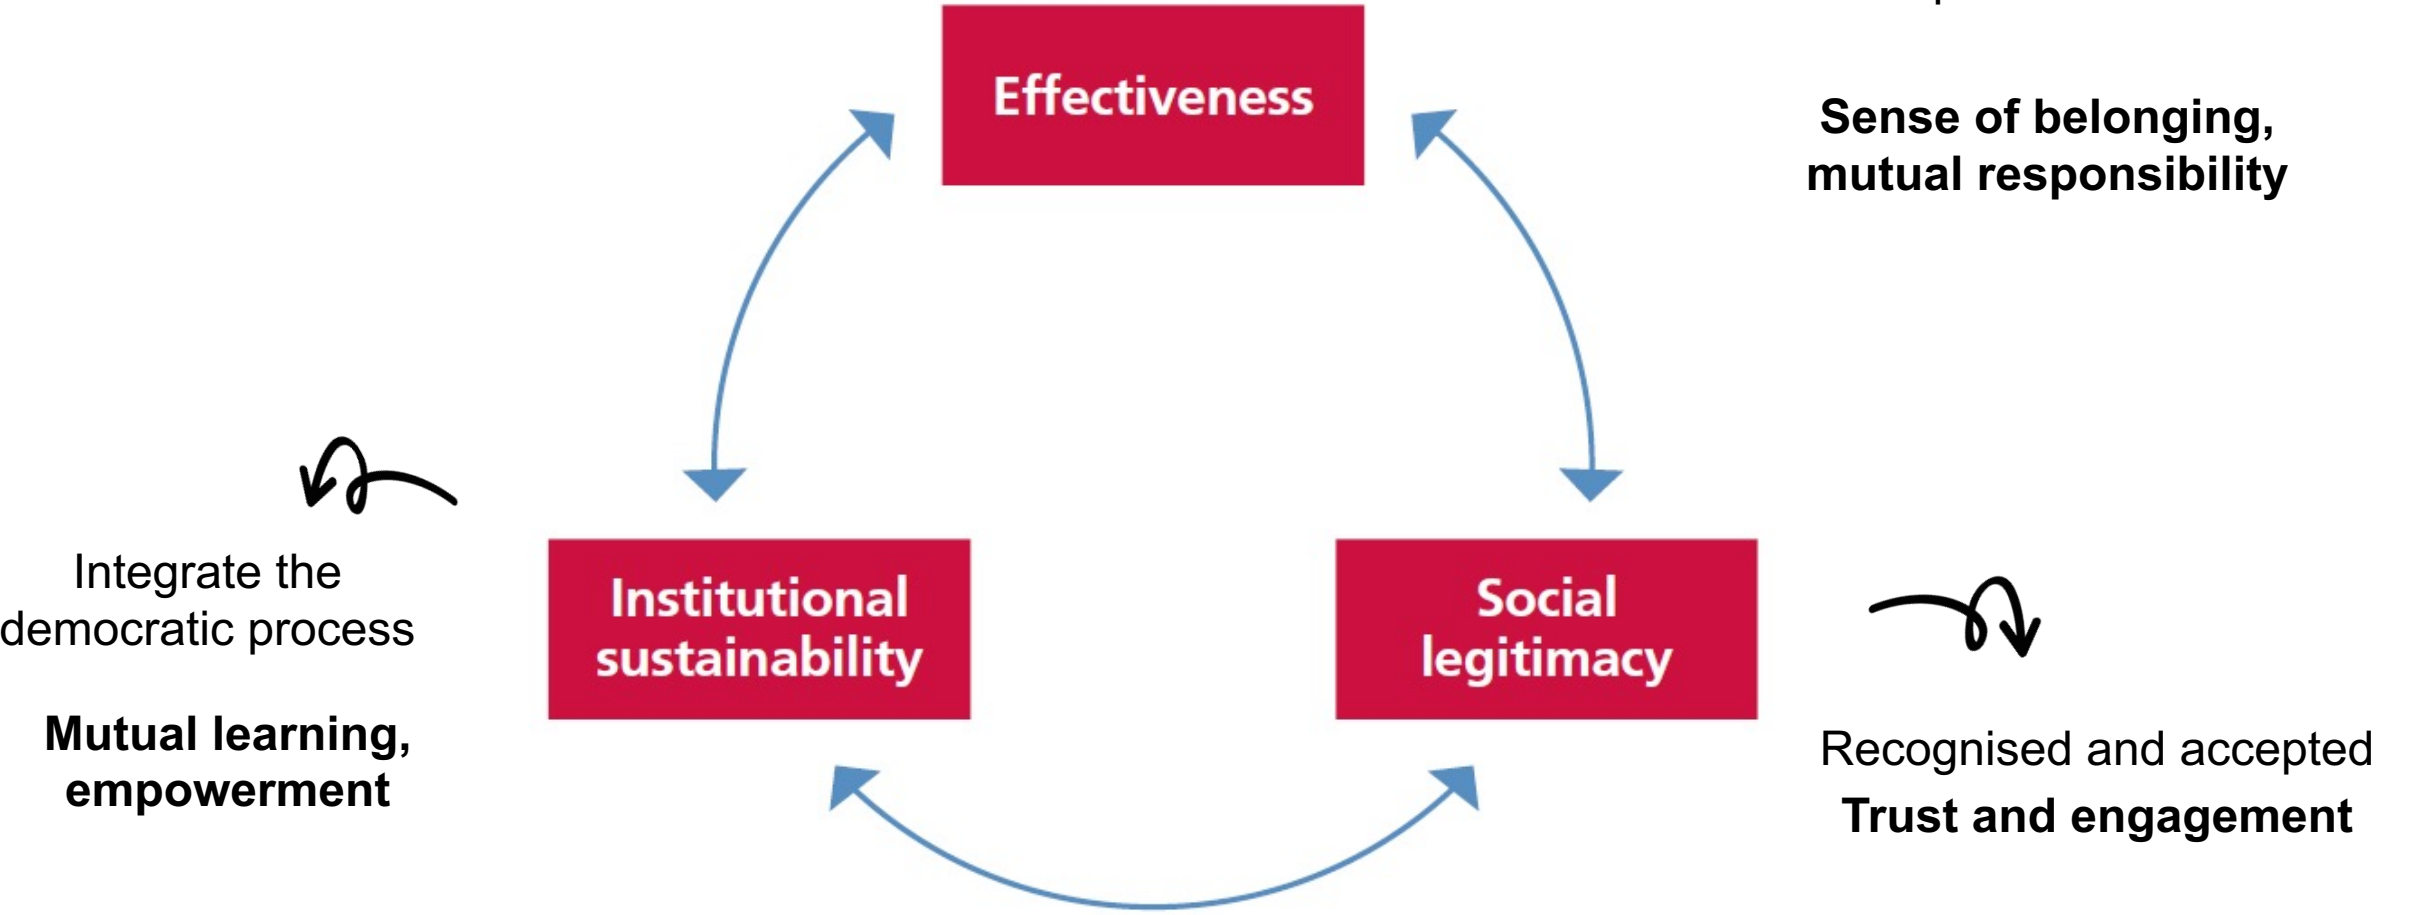 Effectiveness
Sense of belonging,
mutual responsibility
Integrate the
democratic process
Mutual learning,
empowerment
Institutional
sustainability
Social
legitimacy
Recognised and accepted
Trust and engagement